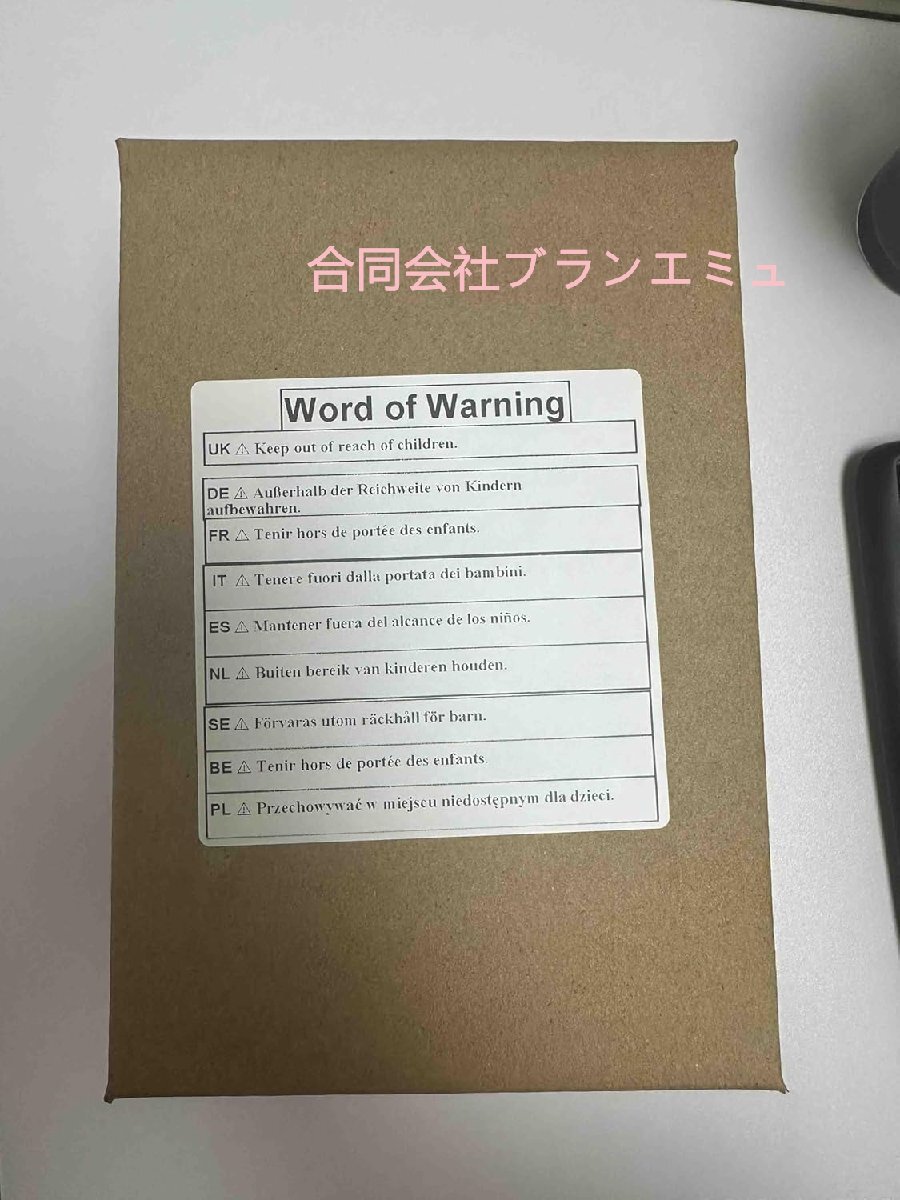 合同会社ブランエミュ
Word of Warning
UK ⚠ Keep out of reach of children.
DE ⚠ Außerhalb der Reichweite von Kindern
aufbewahren.
FR ⚠ Tenir hors de portée des enfants.
IT ⚠ Tenere fuori dalla portata dei bambini.
ES ⚠ Mantener fuera del alcance de los niños.
NL ⚠ Buiten bereik van kinderen houden.
SE ⚠ Förvaras utom räckhåll för barn.
BE ⚠ Tenir hors de portée des enfants.
PL ⚠ Przechowywać w miejscu niedostępnym dla dzieci.